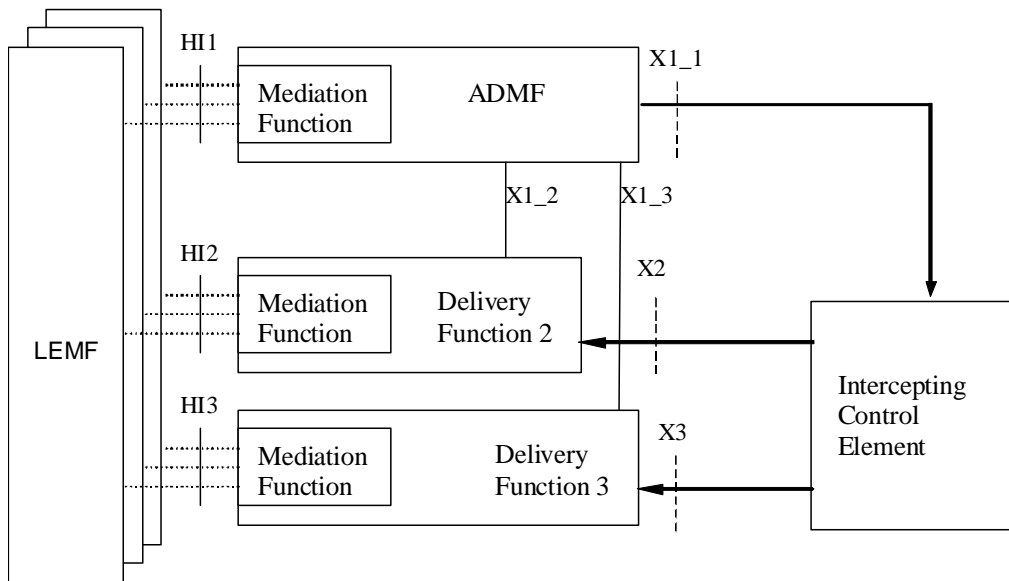 HI1
Mediation
Function
ADMF
X1_1
X1_2
X1_3
HI2
Mediation
Function
Delivery
Function 2
X2
LEMF
Intercepting
Control
Element
HI3
Mediation
Function
Delivery
Function 3
X3